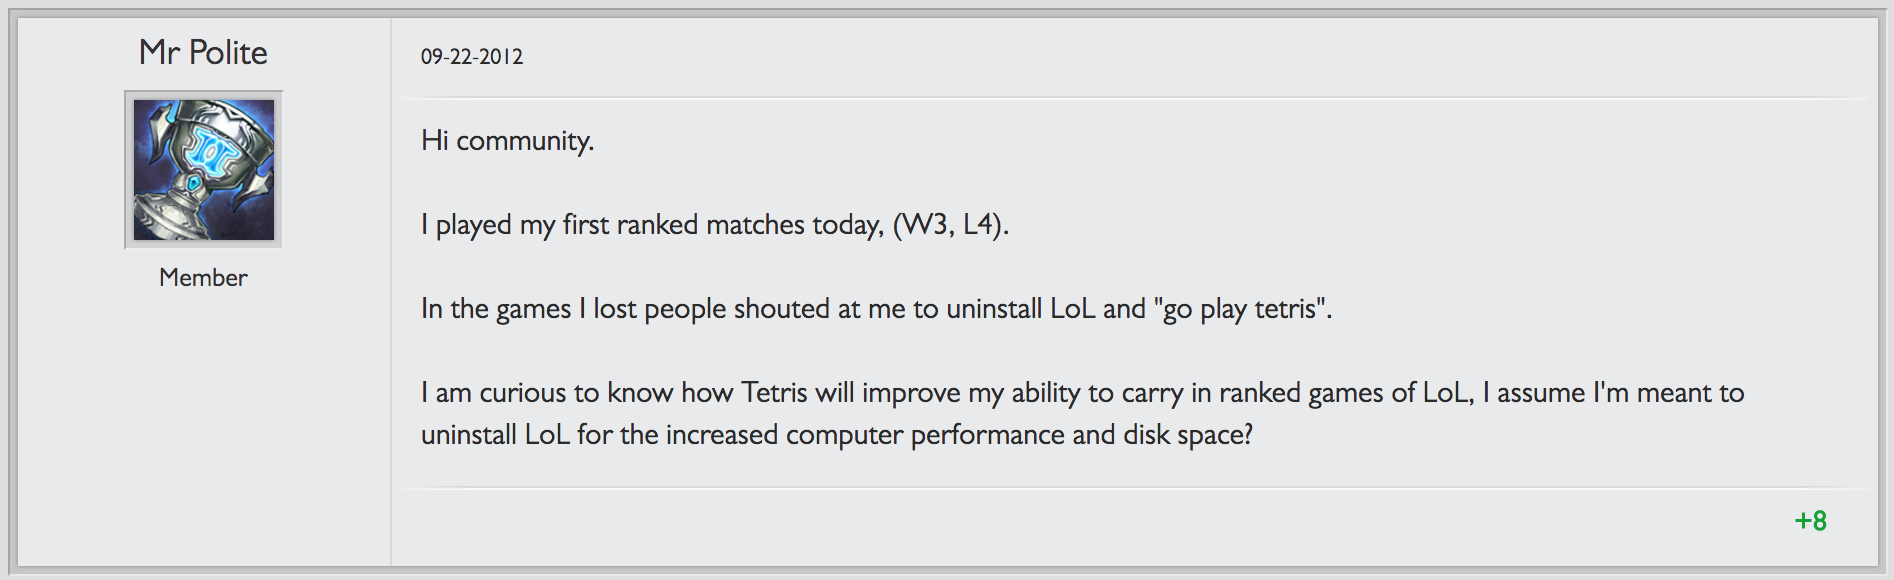 Mr Polite
Member
09-22-2012
Hi community.
I played my first ranked matches today, (W3, L4).
In the games I lost people shouted at me to uninstall LoL and "go play tetris".
I am curious to know how Tetris will improve my ability to carry in ranked games of LoL, I assume I'm meant to
uninstall LoL for the increased computer performance and disk space?
+8